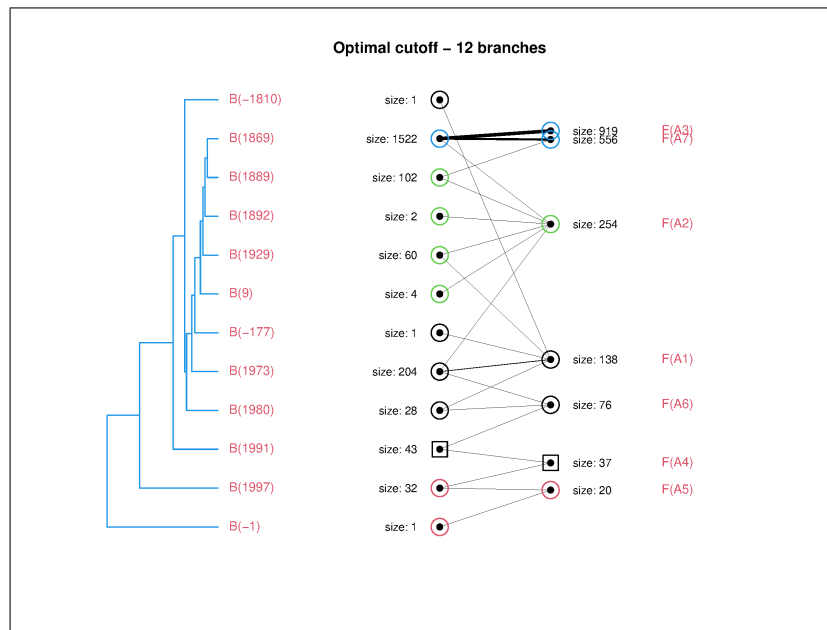 Optimal cutoff – 12 branches
B(−1810) size: 1
size: 919 F(A3)
B(1869) size: 1522 size: 556 F(A7)
B(1889) size: 102
B(1892) size: 2 size: 254 F(A2)
B(1929) size: 60
B(9) size: 4
B(−177) size: 1
size: 138 F(A1)
B(1973) size: 204
B(1980) size: 28 size: 76 F(A6)
B(1991) size: 43
size: 37 F(A4)
B(1997) size: 32 size: 20 F(A5)
B(−1) size: 1